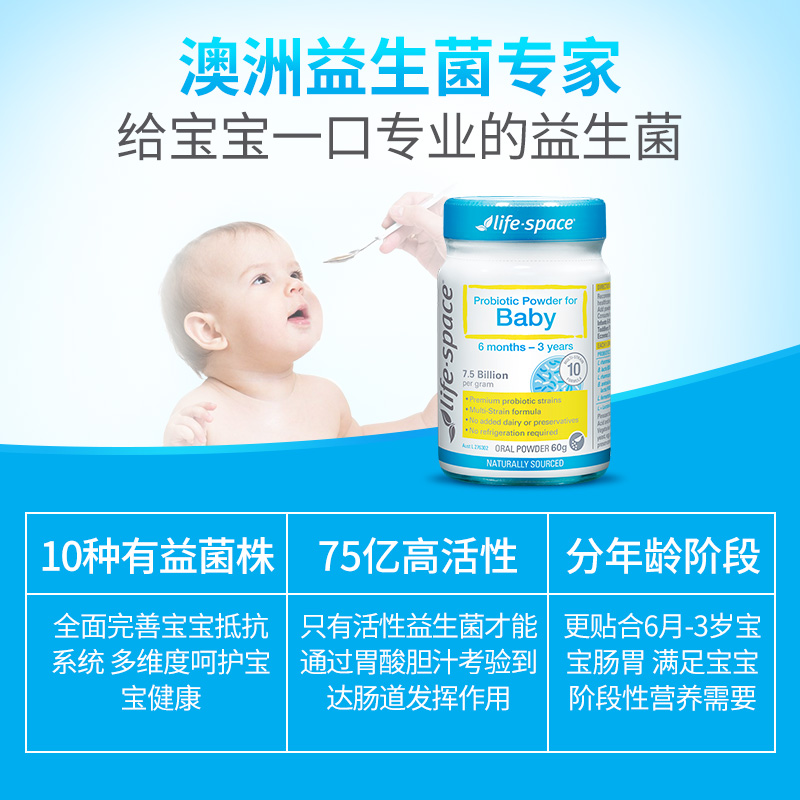 澳洲益生菌专家
给宝宝一口专业的益生菌
life-space
life-space
Probiotic Powder for
Baby
6 months – 3 years
7.5 Billion
per gram
10
• Premium probiotic strains
• Multi-Strain formula
• No added dairy or preservatives
• No refrigeration required
ORAL POWDER 60g
NATURALLY SOURCED
10种有益菌株
全面完善宝宝抵抗
系统 多维度呵护宝
宝健康
75亿高活性
只有活性益生菌才能
通过胃酸胆汁考验到
达肠道发挥作用
分年龄阶段
更贴合6月-3岁宝
宝肠胃 满足宝宝
阶段性营养需要